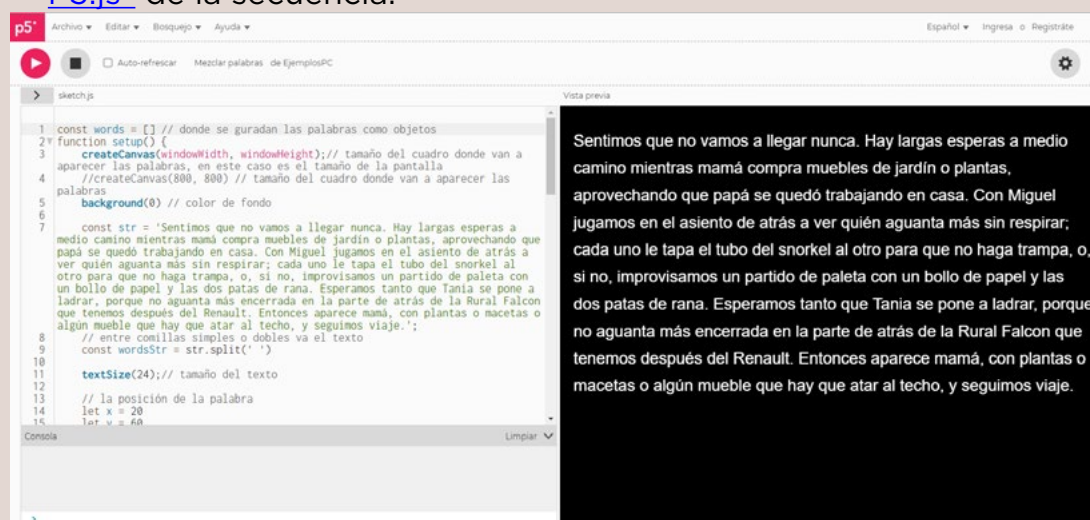 P5.js" de la secuencia.
p5* Archivo Editar Bosquejo Ayuda Español Ingresa o Registráte
Auto-refrescar Mezclar palabras de EjemplosPC
> sketch.js Vista previa
1 const words = [] // donde se guradan las palabras como objetos
2 function setup() {
3 createCanvas(windowWidth, windowHeight);// tamaño del cuadro donde van a
aparecer las palabras, en este caso es el tamaño de la pantalla
4 //createCanvas(800, 800) // tamaño del cuadro donde van a aparecer las
palabras
5 background(0) // color de fondo
6
7 const str = 'Sentimos que no vamos a llegar nunca. Hay largas esperas a
medio camino mientras mamá compra muebles de jardín o plantas, aprovechando que
papá se quedó trabajando en casa. Con Miguel jugamos en el asiento de atrás a
ver quién aguanta más sin respirar; cada uno le tapa el tubo del snorkel al
otro para que no haga trampa, o, si no, improvisamos un partido de paleta con
un bollo de papel y las dos patas de rana. Esperamos tanto que Tania se pone a
ladrar, porque no aguanta más encerrada en la parte de atrás de la Rural Falcon
que tenemos después del Renault. Entonces aparece mamá, con plantas o macetas o
algún mueble que hay que atar al techo, y seguimos viaje.';
8 // entre comillas simples o dobles va el texto
9 const wordsStr = str.split(' ')
10
11 textSize(24);// tamaño del texto
12
13 // la posición de la palabra
14 let x = 20
15 let y = 60
Consola Limpiar
>
Sentimos que no vamos a llegar nunca. Hay largas esperas a medio
camino mientras mamá compra muebles de jardín o plantas,
aprovechando que papá se quedó trabajando en casa. Con Miguel
jugamos en el asiento de atrás a ver quién aguanta más sin respirar;
cada uno le tapa el tubo del snorkel al otro para que no haga trampa, o,
si no, improvisamos un partido de paleta con un bollo de papel y las
dos patas de rana. Esperamos tanto que Tania se pone a ladrar, porque
no aguanta más encerrada en la parte de atrás de la Rural Falcon que
tenemos después del Renault. Entonces aparece mamá, con plantas o
macetas o algún mueble que hay que atar al techo, y seguimos viaje.